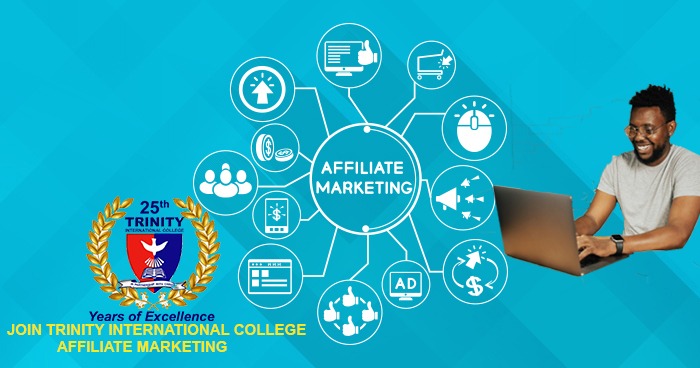 AFFILIATE
MARKETING
AD
25th
TRINITY
INTERNATIONAL COLLEGE
Years of Excellence
JOIN TRINITY INTERNATIONAL COLLEGE
AFFILIATE MARKETING